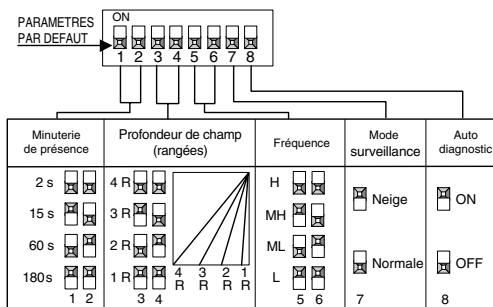 ON
PARAMETRES
PAR DEFAUT
1 2 3 4 5 6 7 8
Minuterie
de présence
Profondeur de champ
(rangées)
Fréquence
Mode
surveillance
Auto
diagnostic
2 s
4 R
H
Neige
ON
15 s
3 R
MH
60 s
2 R
ML
Normale
OFF
180s
1 R
4 3 2 1
R R R R
L
1 2
3 4
5 6
7
8